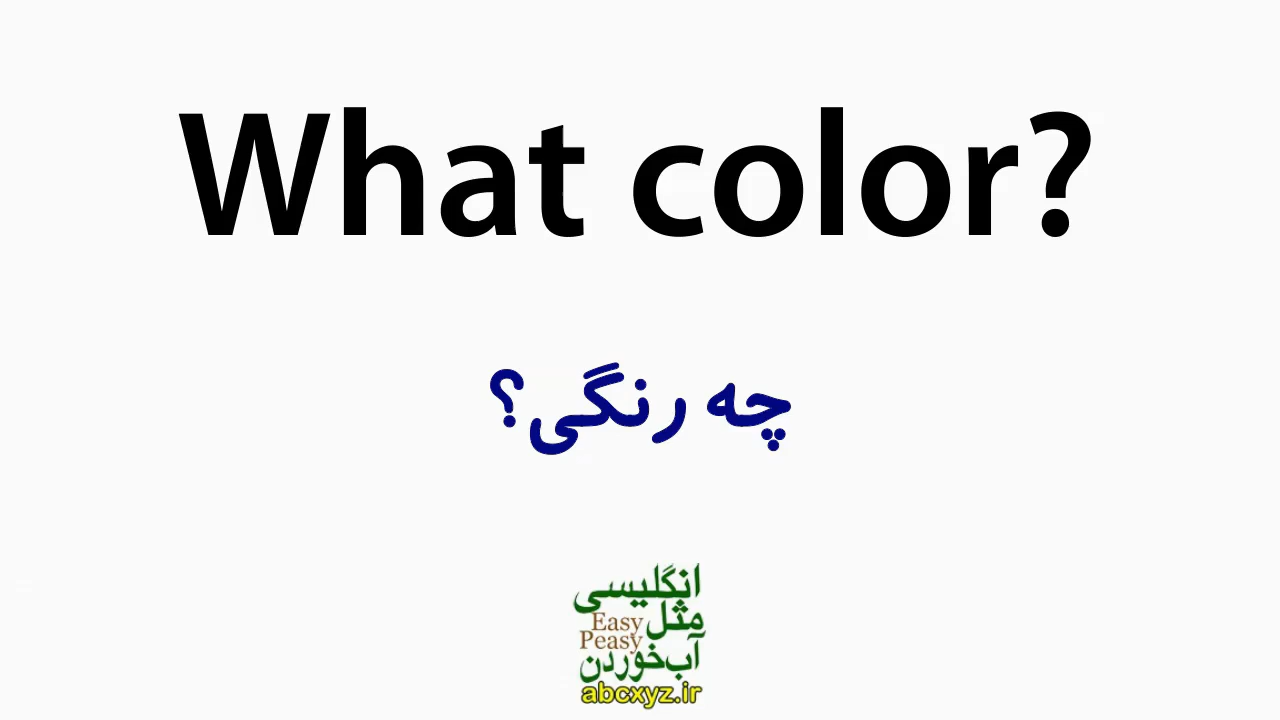 What color?
چه رنگی؟
انگلیسی
مثل
Easy
Peasy
آب‌خوردن
abcxyz.ir